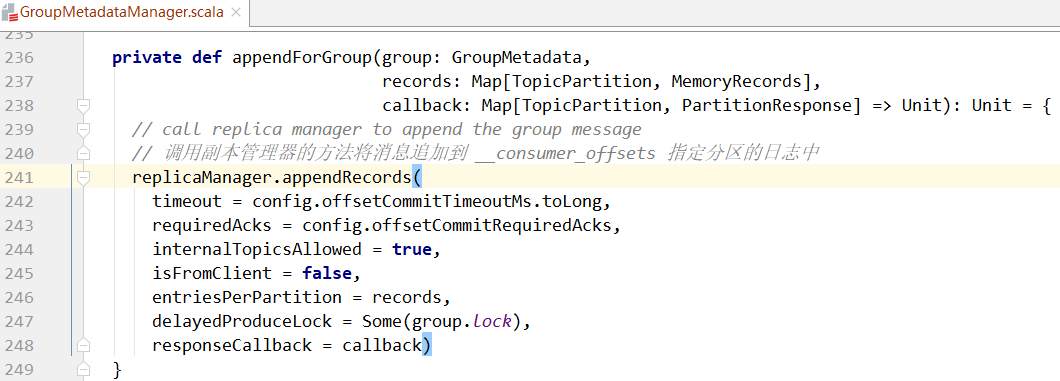 GroupMetadataManager.scala
235
236 private def appendForGroup(group: GroupMetadata,
237 records: Map[TopicPartition, MemoryRecords],
238 callback: Map[TopicPartition, PartitionResponse] => Unit): Unit = {
239 // call replica manager to append the group message
240 // 调用副本管理器的方法将消息追加到 __consumer_offsets 指定分区的日志中
241 replicaManager.appendRecords(
242 timeout = config.offsetCommitTimeoutMs.toLong,
243 requiredAcks = config.offsetCommitRequiredAcks,
244 internalTopicsAllowed = true,
245 isFromClient = false,
246 entriesPerPartition = records,
247 delayedProduceLock = Some(group.lock),
248 responseCallback = callback)
249 }